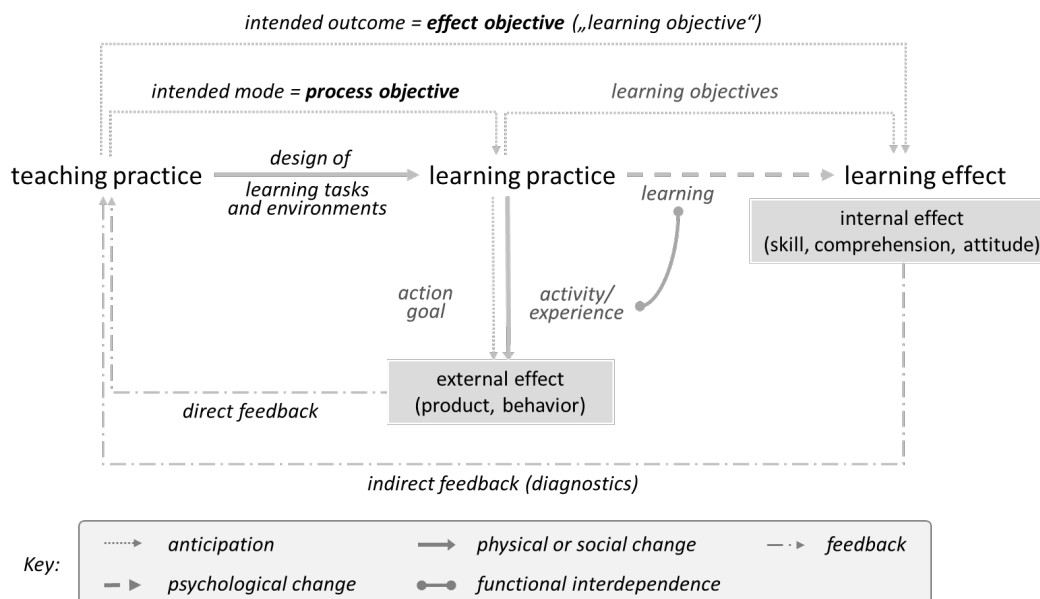 intended outcome = effect objective („learning objective“)
intended mode = process objective
learning objectives
teaching practice
design of
learning tasks
and environments
learning practice
learning
learning effect
internal effect
(skill, comprehension, attitude)
action
goal
activity/
experience
external effect
(product, behavior)
direct feedback
indirect feedback (diagnostics)
Key:
anticipation
physical or social change
feedback
psychological change
functional interdependence